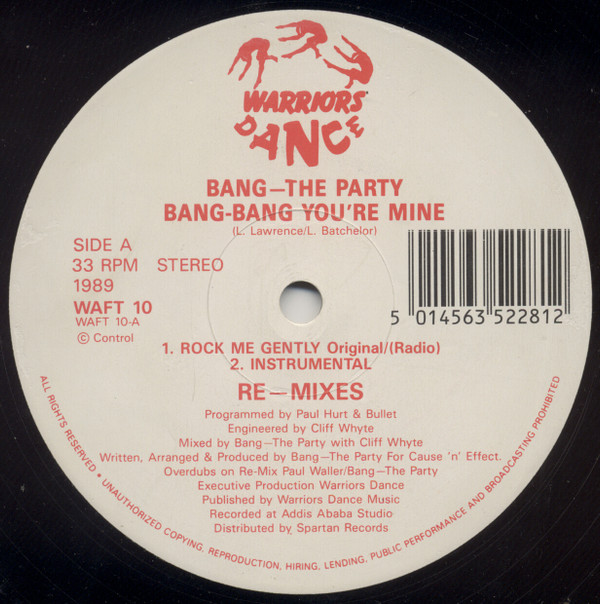 WARRIORS
DANCE
BANG—THE PARTY
BANG-BANG YOU'RE MINE
(L. Lawrence/L. Batchelor)
SIDE A
33 RPM STEREO
1989
WAFT 10
WAFT 10-A
© Control
5 014563 522812
1. ROCK ME GENTLY Original/(Radio)
2. INSTRUMENTAL
RE—MIXES
Programmed by Paul Hurt & Bullet
Engineered by Cliff Whyte
Mixed by Bang—The Party with Cliff Whyte
Written, Arranged & Produced by Bang—The Party For Cause 'n' Effect.
Overdubs on Re-Mix Paul Waller/Bang—The Party
Executive Production Warriors Dance
Published by Warriors Dance Music
Recorded at Addis Ababa Studio
Distributed by Spartan Records
ALL RIGHTS RESERVED • UNAUTHORIZED COPYING, REPRODUCTION, HIRING, LENDING, PUBLIC PERFORMANCE AND BROADCASTING PROHIBITED